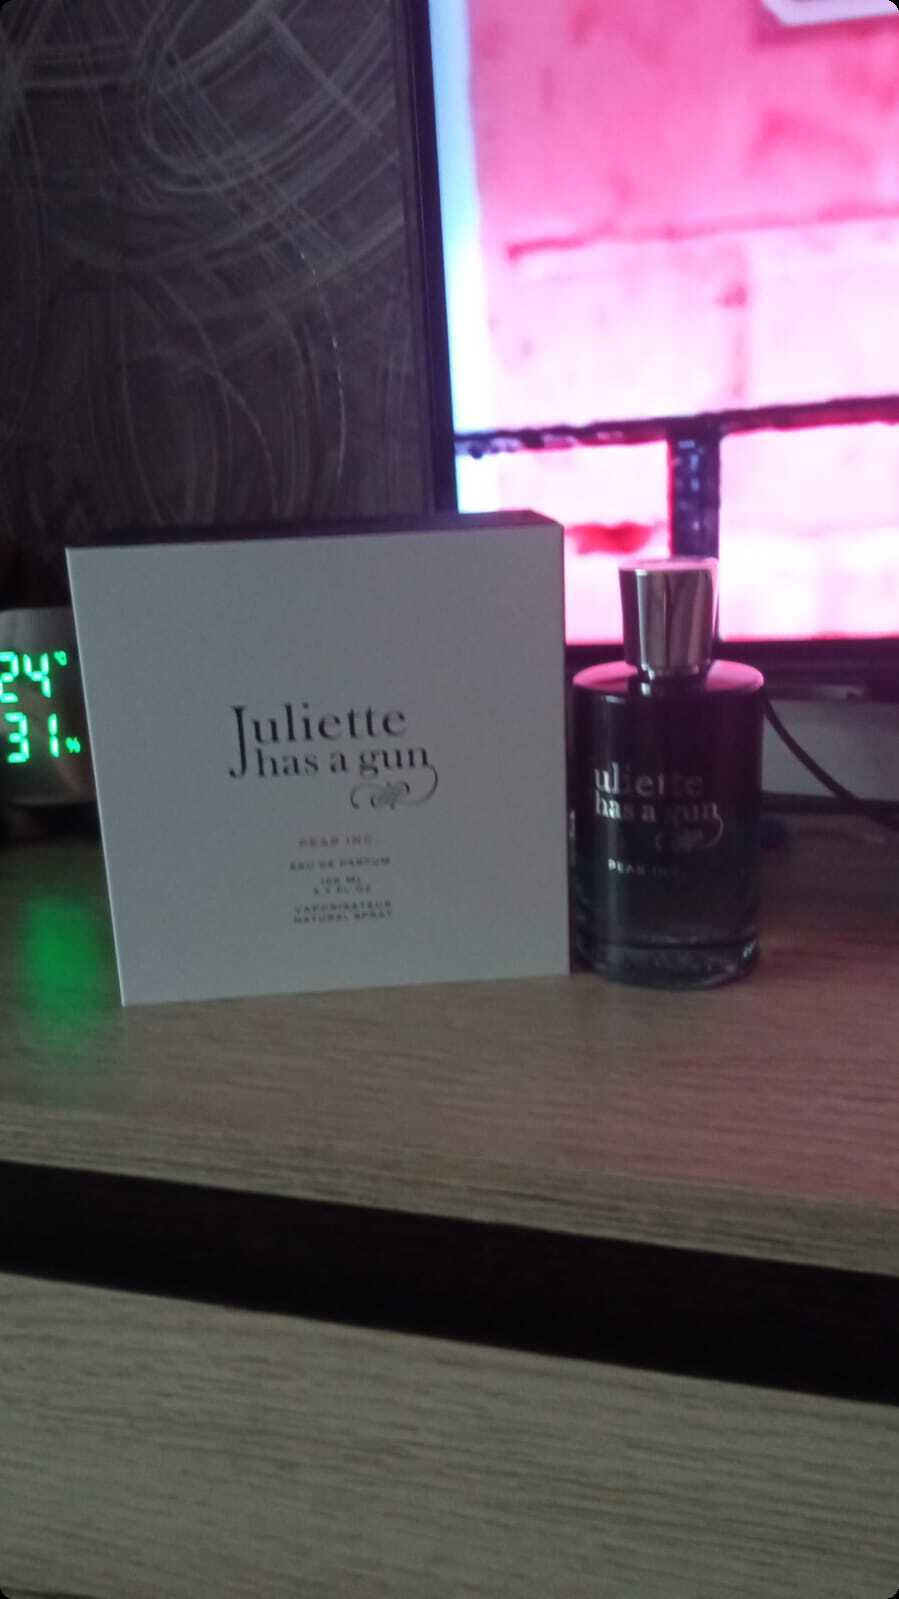 24°C
31%
Juliette
has a gun
PEAR INC.
EAU DE PARFUM
100 ML
3.3 FL OZ
VAPORISATEUR
NATURAL SPRAY
uliette
has a gun
PEAR INC.